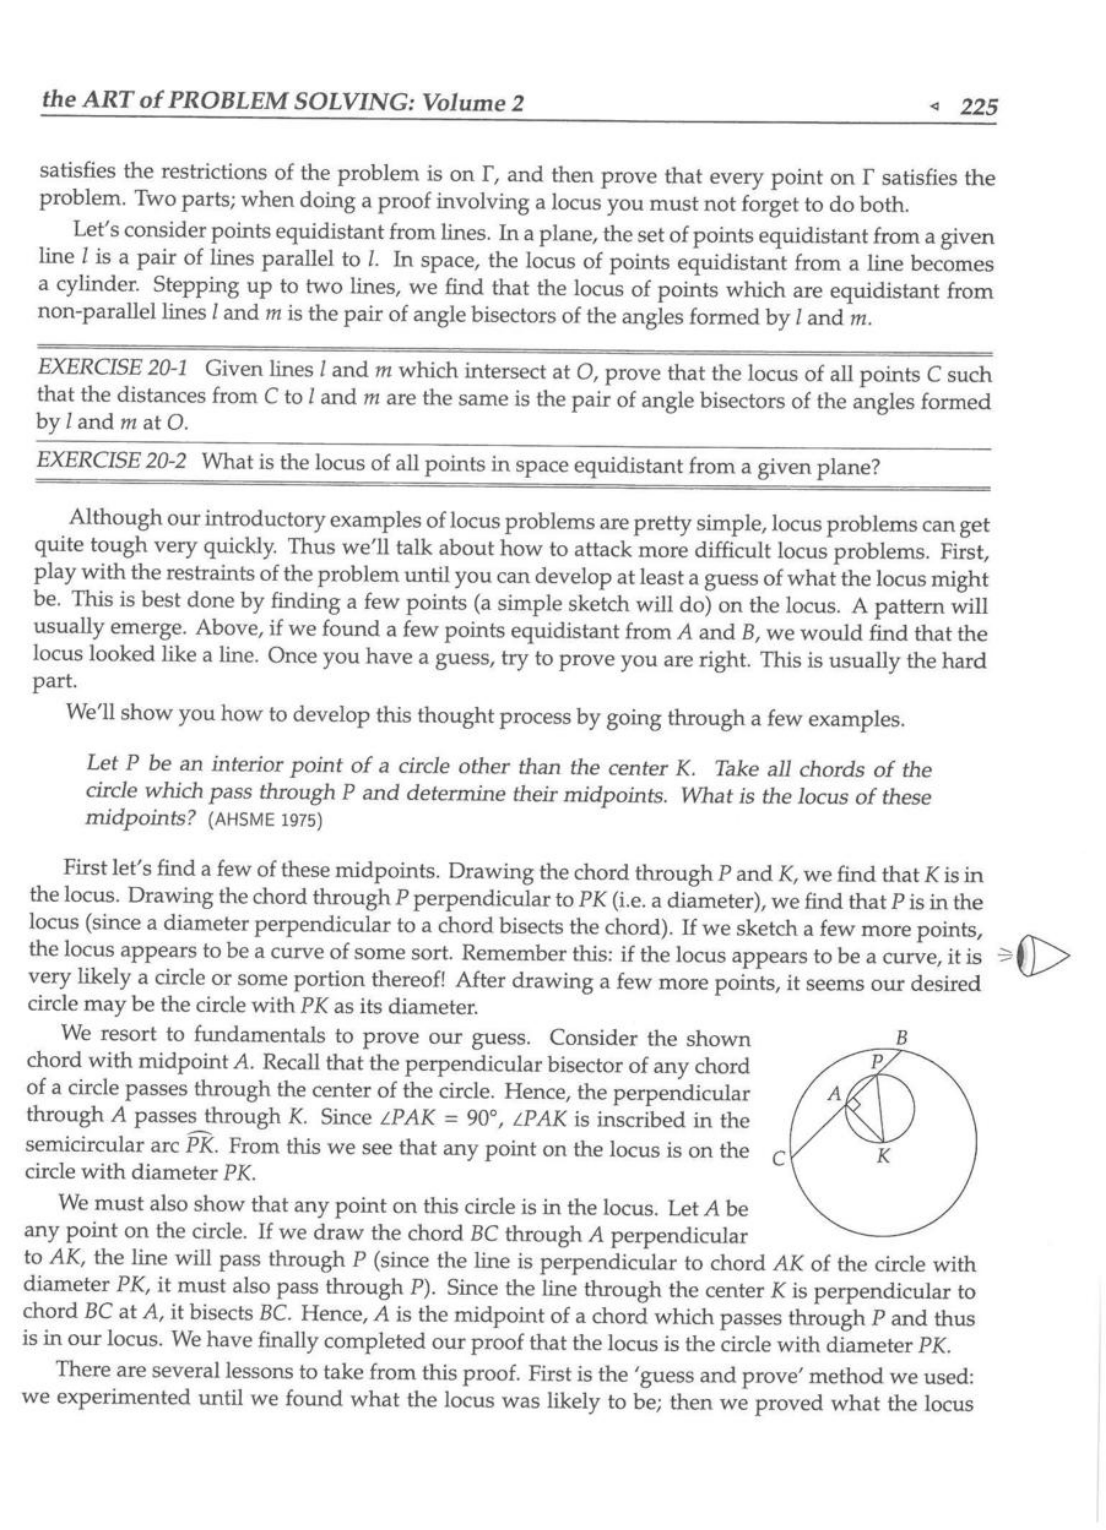 the ART of PROBLEM SOLVING: Volume 2 ◃ 225
satisfies the restrictions of the problem is on Γ, and then prove that every point on Γ satisfies the
problem. Two parts; when doing a proof involving a locus you must not forget to do both.
Let's consider points equidistant from lines. In a plane, the set of points equidistant from a given
line l is a pair of lines parallel to l. In space, the locus of points equidistant from a line becomes
a cylinder. Stepping up to two lines, we find that the locus of points which are equidistant from
non-parallel lines l and m is the pair of angle bisectors of the angles formed by l and m.
EXERCISE 20-1 Given lines l and m which intersect at O, prove that the locus of all points C such
that the distances from C to l and m are the same is the pair of angle bisectors of the angles formed
by l and m at O.
EXERCISE 20-2 What is the locus of all points in space equidistant from a given plane?
Although our introductory examples of locus problems are pretty simple, locus problems can get
quite tough very quickly. Thus we'll talk about how to attack more difficult locus problems. First,
play with the restraints of the problem until you can develop at least a guess of what the locus might
be. This is best done by finding a few points (a simple sketch will do) on the locus. A pattern will
usually emerge. Above, if we found a few points equidistant from A and B, we would find that the
locus looked like a line. Once you have a guess, try to prove you are right. This is usually the hard
part.
We'll show you how to develop this thought process by going through a few examples.
Let P be an interior point of a circle other than the center K. Take all chords of the
circle which pass through P and determine their midpoints. What is the locus of these
midpoints? (AHSME 1975)
First let's find a few of these midpoints. Drawing the chord through P and K, we find that K is in
the locus. Drawing the chord through P perpendicular to PK (i.e. a diameter), we find that P is in the
locus (since a diameter perpendicular to a chord bisects the chord). If we sketch a few more points,
the locus appears to be a curve of some sort. Remember this: if the locus appears to be a curve, it is
very likely a circle or some portion thereof! After drawing a few more points, it seems our desired
circle may be the circle with PK as its diameter.
We resort to fundamentals to prove our guess. Consider the shown
chord with midpoint A. Recall that the perpendicular bisector of any chord
of a circle passes through the center of the circle. Hence, the perpendicular
through A passes through K. Since ∠PAK = 90°, ∠PAK is inscribed in the
semicircular arc P͡K. From this we see that any point on the locus is on the
circle with diameter PK.
B
P
A
C
K
We must also show that any point on this circle is in the locus. Let A be
any point on the circle. If we draw the chord BC through A perpendicular
to AK, the line will pass through P (since the line is perpendicular to chord AK of the circle with
diameter PK, it must also pass through P). Since the line through the center K is perpendicular to
chord BC at A, it bisects BC. Hence, A is the midpoint of a chord which passes through P and thus
is in our locus. We have finally completed our proof that the locus is the circle with diameter PK.
There are several lessons to take from this proof. First is the 'guess and prove' method we used:
we experimented until we found what the locus was likely to be; then we proved what the locus